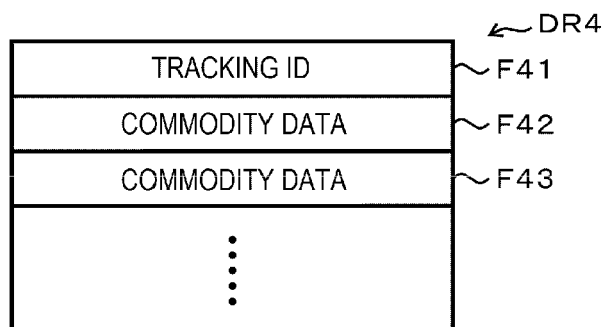 DR4
TRACKING ID F41
COMMODITY DATA F42
COMMODITY DATA F43